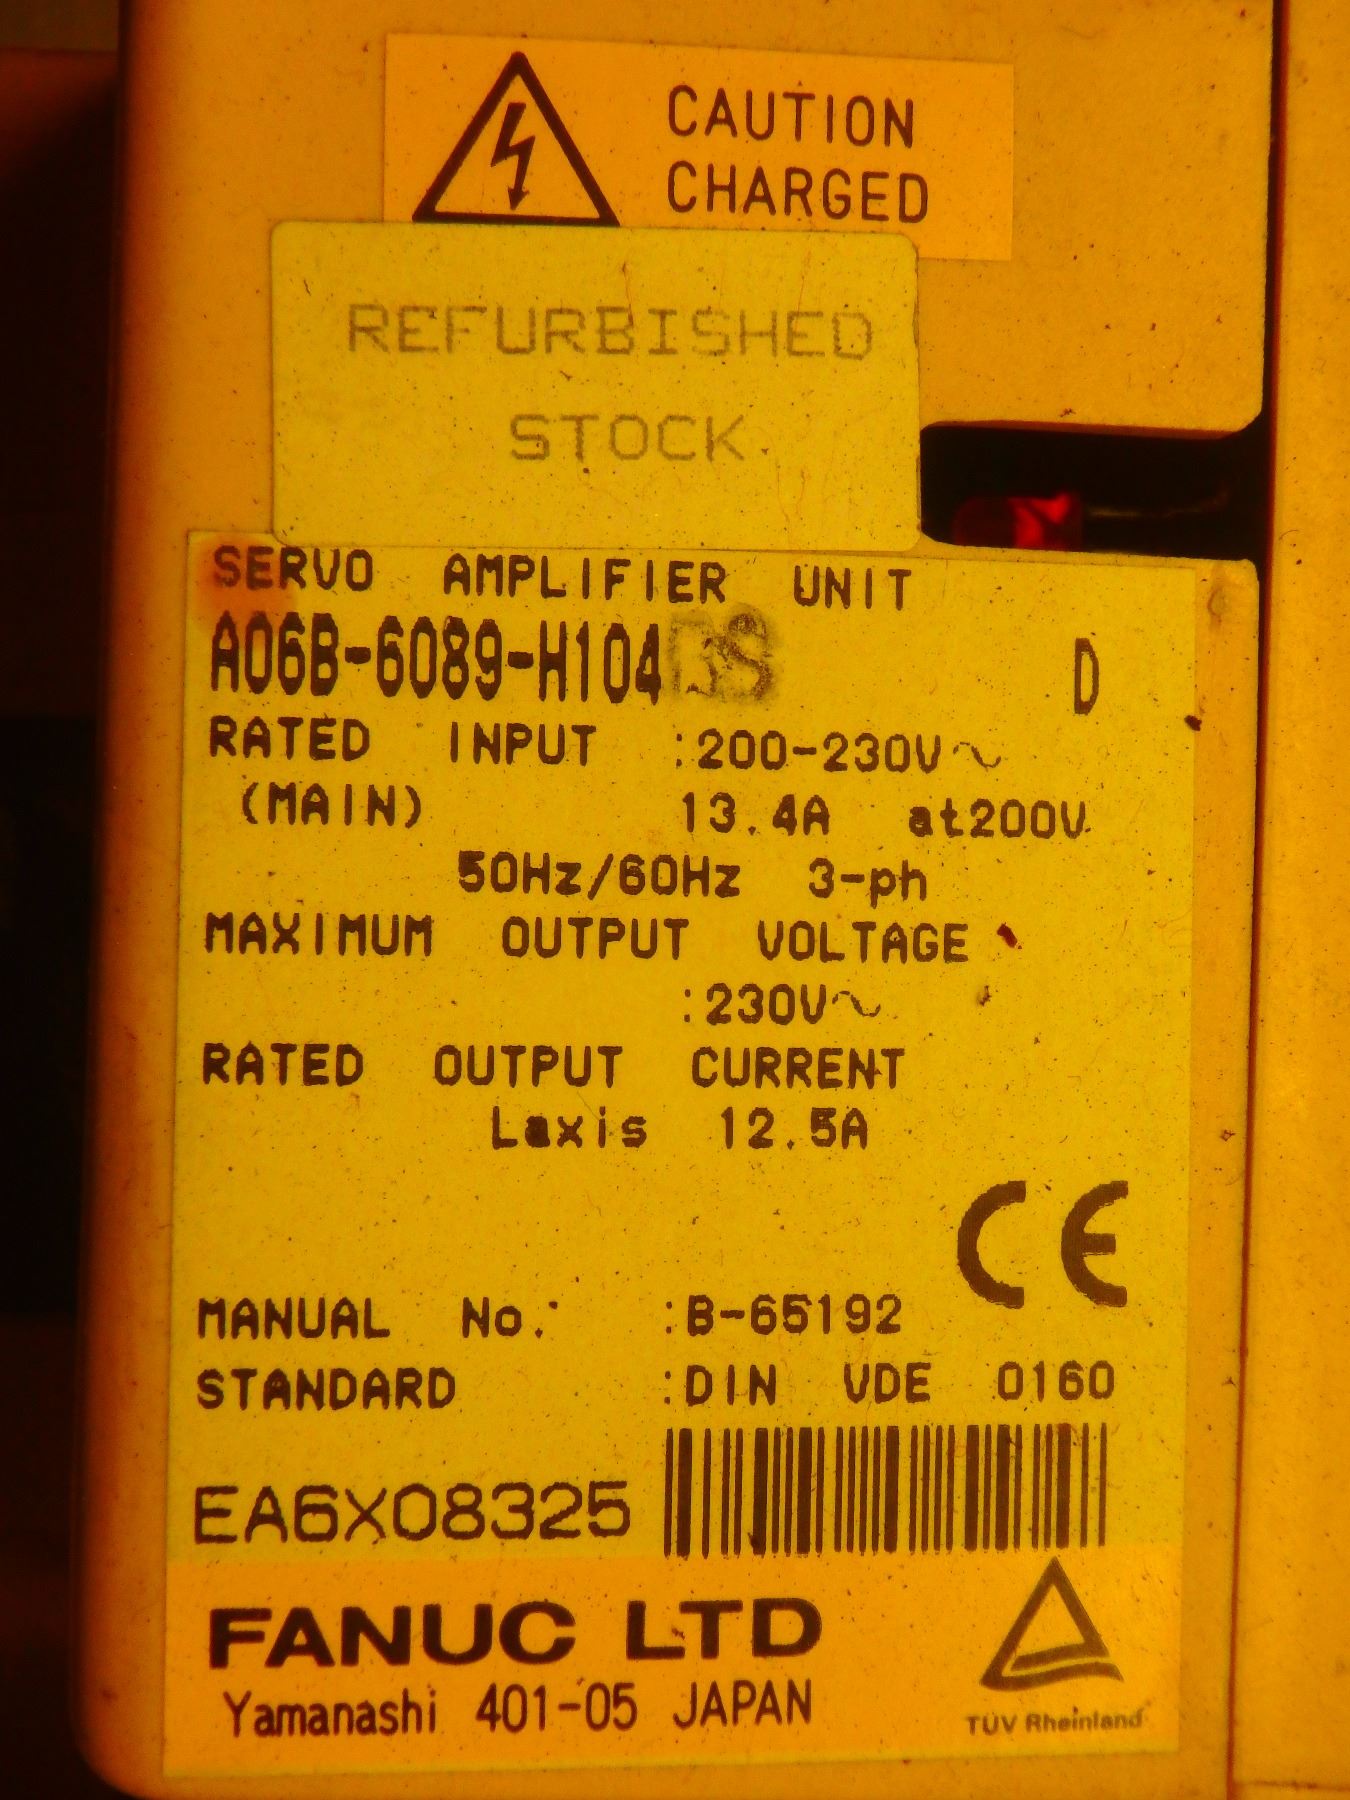 CAUTION
CHARGED
REFURBISHED
STOCK
SERVO AMPLIFIER UNIT
A06B-6089-H104 BS D
RATED INPUT :200-230V~
(MAIN) 13.4A at200V
50Hz/60Hz 3-ph
MAXIMUM OUTPUT VOLTAGE
:230V~
RATED OUTPUT CURRENT
Laxis 12.5A
CE
MANUAL No. :B-65192
STANDARD :DIN VDE 0160
EA6X08325
FANUC LTD
Yamanashi 401-05 JAPAN
TÜV Rheinland